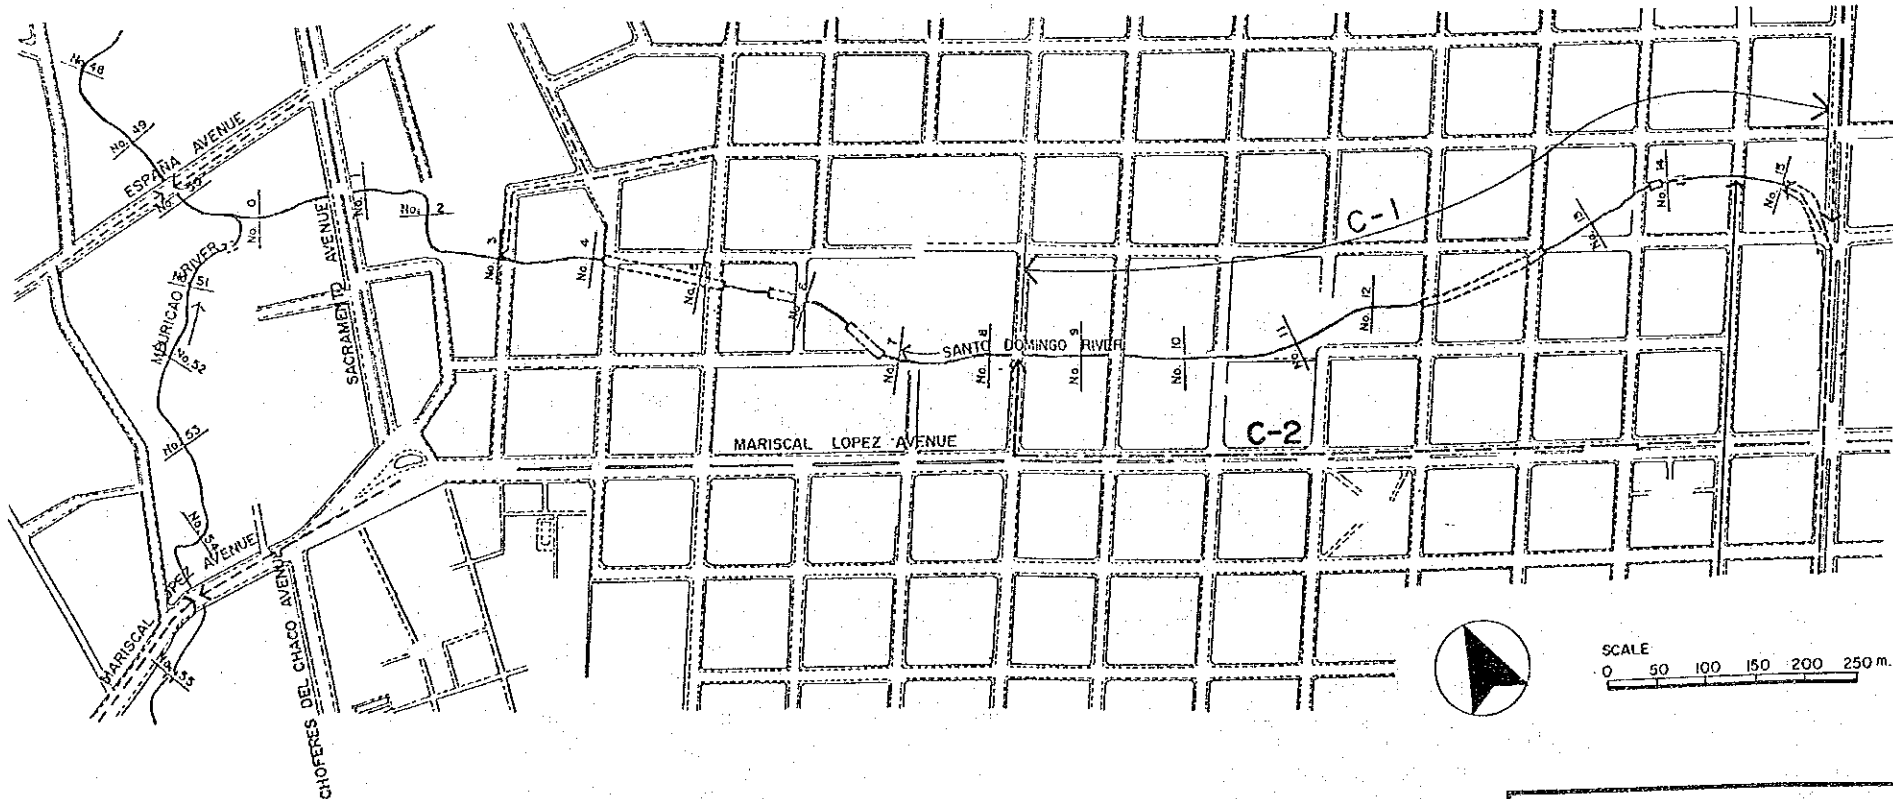 No. 48
No. 49
ESPAÑA AVENUE
No. 50
No. 0
No. 1
No. 2
No. 3
No. 4
No. 5
No. 7
No. 8
No. 9
No. 10
No. 11
No. 12
No. 13
No. 14
No. 15
C-1
MBURICAO RIVER
No. 51
No. 52
No. 53
No. 54
No. 55
SACRAMENTO AVENUE
SANTO DOMINGO RIVER
MARISCAL LOPEZ AVENUE
C-2
MARISCAL LOPEZ AVENUE
CHOFERES DEL CHACO AVENUE
SCALE
0 50 100 150 200 250 m.